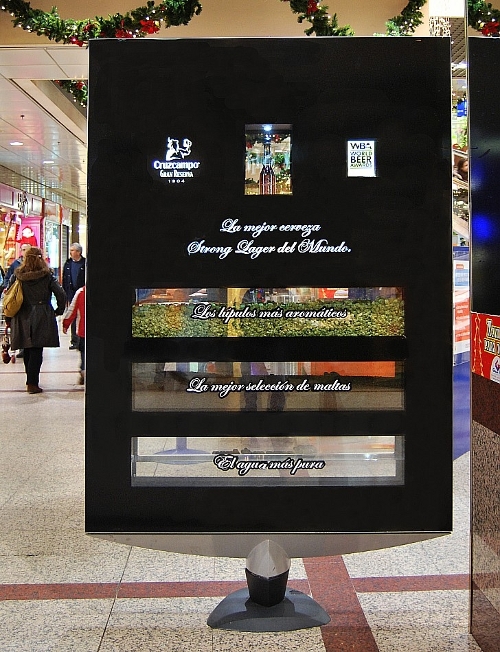 Cruzcampo
GRAN RESERVA
1904
WBA
WORLD
BEER
AWARDS
La mejor cerveza
Strong Lager del Mundo.
Los lúpulos más aromáticos
La mejor selección de maltas
El agua más pura